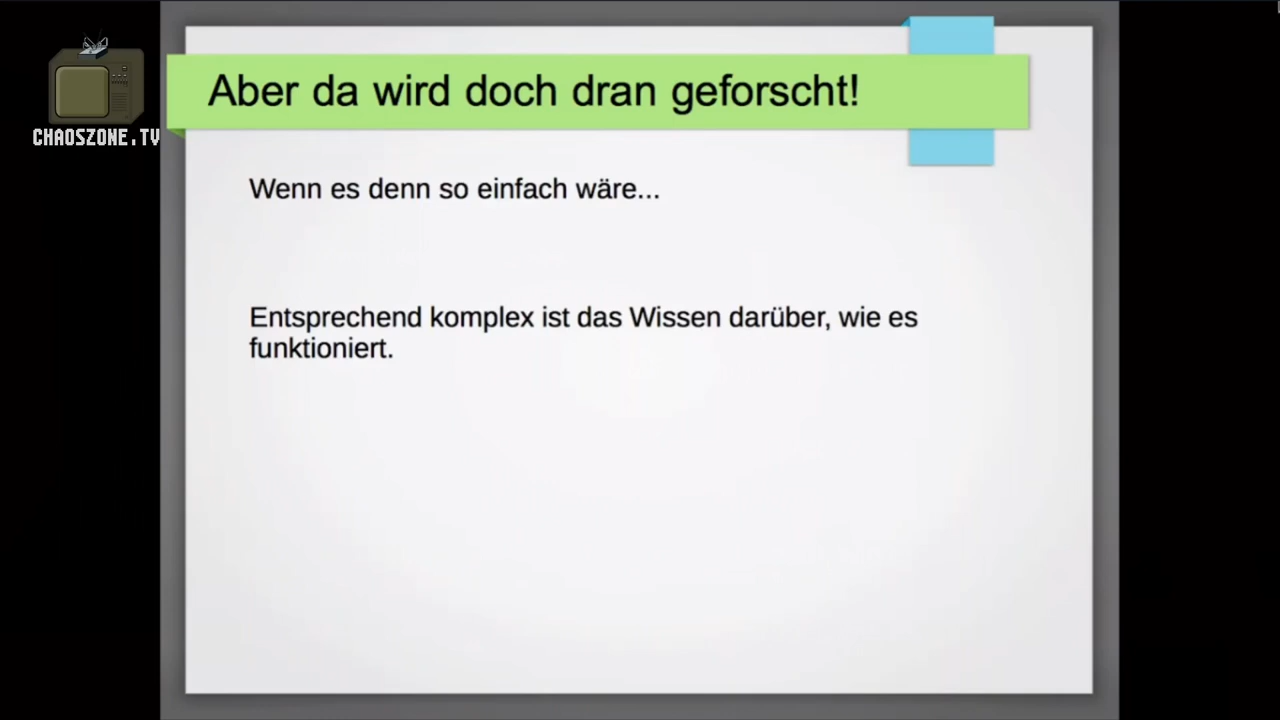 Aber da wird doch dran geforscht!
CHAOSZONE.TV
Wenn es denn so einfach wäre...
Entsprechend komplex ist das Wissen darüber, wie es
funktioniert.